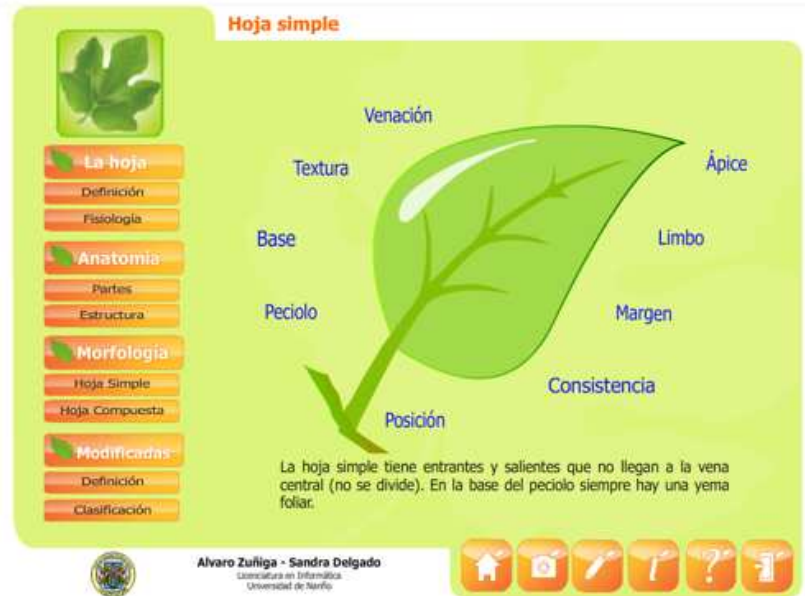 Hoja simple
La hoja
Definición
Fisiología
Anatomía
Partes
Estructura
Morfología
Hoja Simple
Hoja Compuesta
Modificadas
Definición
Clasificación
Venación
Textura
Ápice
Base
Limbo
Peciolo
Margen
Consistencia
Posición
La hoja simple tiene entrantes y salientes que no llegan a la vena
central (no se divide). En la base del peciolo siempre hay una yema
foliar.
Alvaro Zuñiga - Sandra Delgado
Licenciatura en Informática
Universidad de Nariño
?